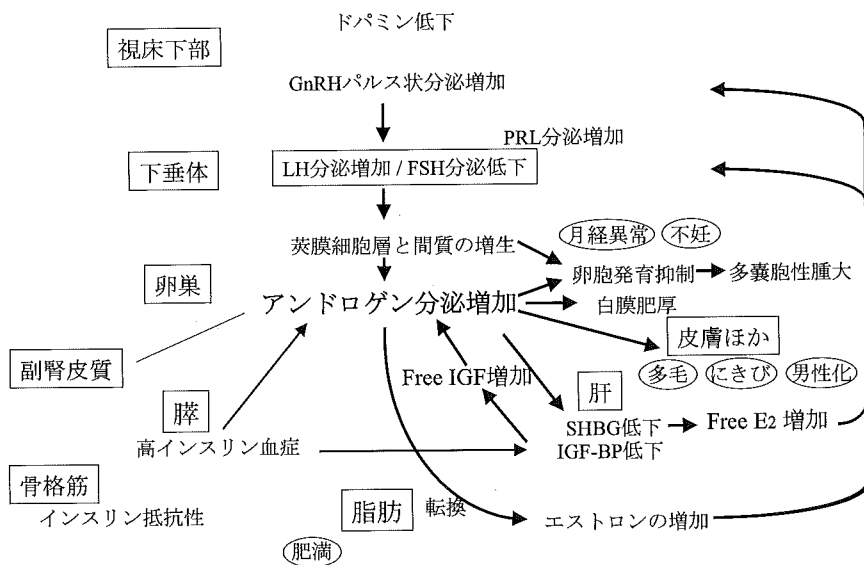 ドパミン低下
視床下部
GnRHパルス状分泌増加
PRL分泌増加
下垂体
LH分泌増加 / FSH分泌低下
莢膜細胞層と間質の増生
月経異常
不妊
卵胞発育抑制
多嚢胞性腫大
卵巣
アンドロゲン分泌増加
白膜肥厚
皮膚ほか
副腎皮質
Free IGF増加
多毛
にきび
男性化
膵
肝
SHBG低下
Free E2 増加
高インスリン血症
IGF-BP低下
骨格筋
インスリン抵抗性
脂肪
転換
エストロンの増加
肥満